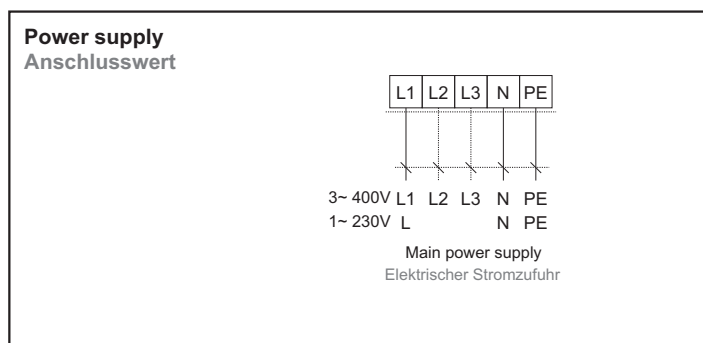 Power supply
Anschlusswert
L1 L2 L3 N PE
3~ 400V L1 L2 L3 N PE
1~ 230V L N PE
Main power supply
Elektrischer Stromzufuhr